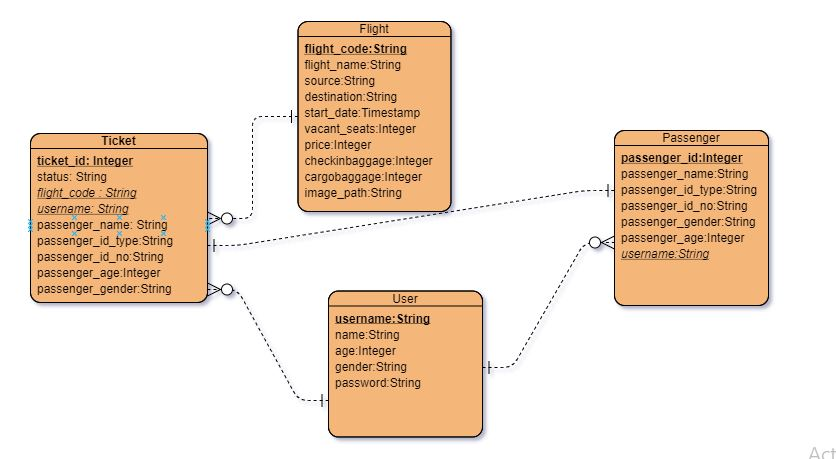 Flight
flight_code:String
flight_name:String
source:String
destination:String
start_date:Timestamp
vacant_seats:Integer
price:Integer
checkinbaggage:Integer
cargobaggage:Integer
image_path:String
Ticket
ticket_id: Integer
status: String
flight_code : String
username: String
passenger_name: String
passenger_id_type:String
passenger_id_no:String
passenger_age:Integer
passenger_gender:String
Passenger
passenger_id:Integer
passenger_name:String
passenger_id_type:String
passenger_id_no:String
passenger_gender:String
passenger_age:Integer
username:String
User
username:String
name:String
age:Integer
gender:String
password:String
Act